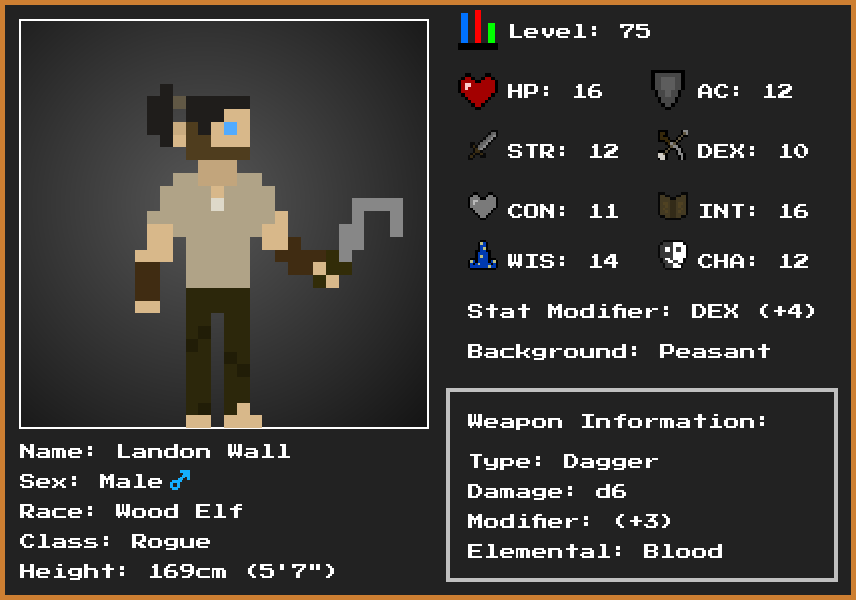 Level: 75
HP: 16 AC: 12
STR: 12 DEX: 10
CON: 11 INT: 16
WIS: 14 CHA: 12
Stat Modifier: DEX (+4)
Background: Peasant
Weapon Information:
Type: Dagger
Damage: d6
Modifier: (+3)
Elemental: Blood
Name: Landon Wall
Sex: Male ♂
Race: Wood Elf
Class: Rogue
Height: 169cm (5'7")